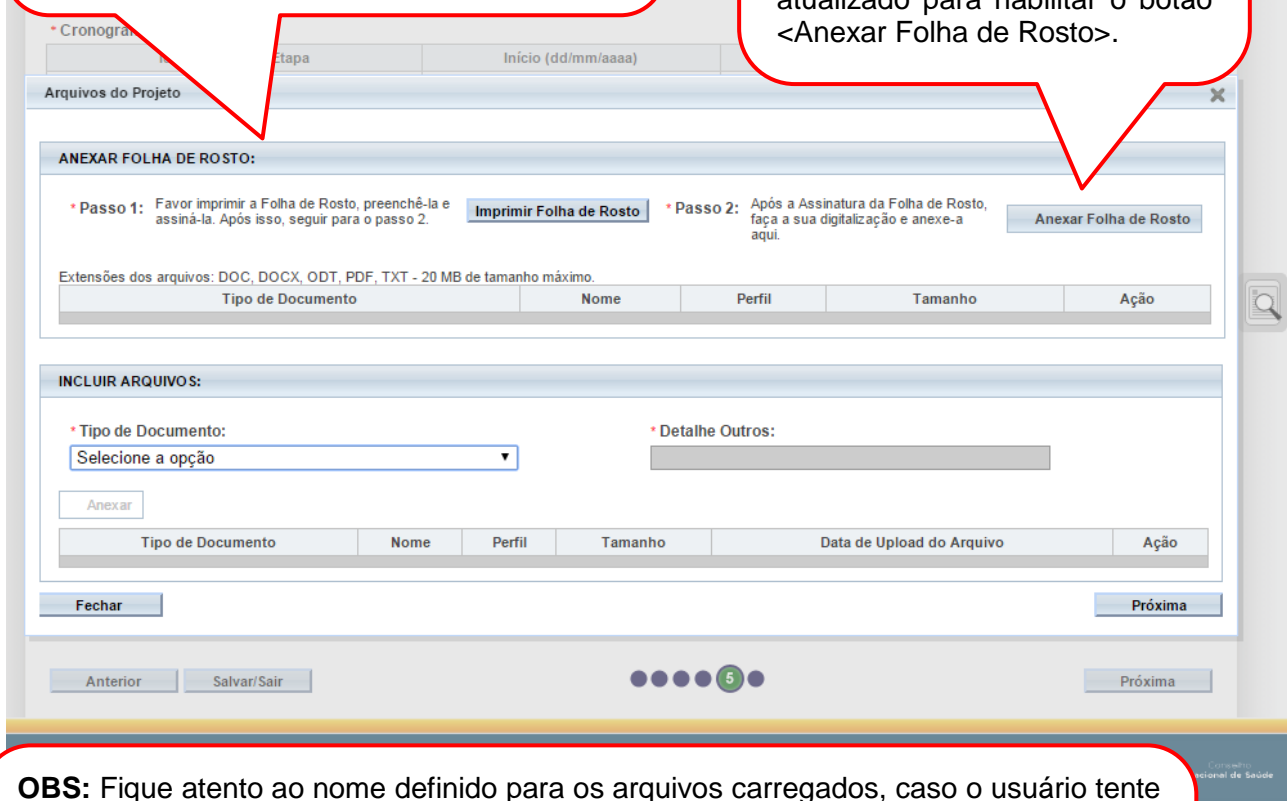 atualizado para habilitar o botão
<Anexar Folha de Rosto>.
* Cronogra
Etapa
Início (dd/mm/aaaa)
Arquivos do Projeto
ANEXAR FOLHA DE ROSTO:
* Passo 1: Favor imprimir a Folha de Rosto, preenchê-la e
assiná-la. Após isso, seguir para o passo 2.
Imprimir Folha de Rosto
* Passo 2: Após a Assinatura da Folha de Rosto,
faça a sua digitalização e anexe-a
aqui.
Anexar Folha de Rosto
Extensões dos arquivos: DOC, DOCX, ODT, PDF, TXT - 20 MB de tamanho máximo.
Tipo de Documento Nome Perfil Tamanho Ação
INCLUIR ARQUIVOS:
* Tipo de Documento: * Detalhe Outros:
Selecione a opção
Anexar
Tipo de Documento Nome Perfil Tamanho Data de Upload do Arquivo Ação
Fechar Próxima
Anterior Salvar/Sair 5 Próxima
Conselho
acional de Saúde
OBS: Fique atento ao nome definido para os arquivos carregados, caso o usuário tente